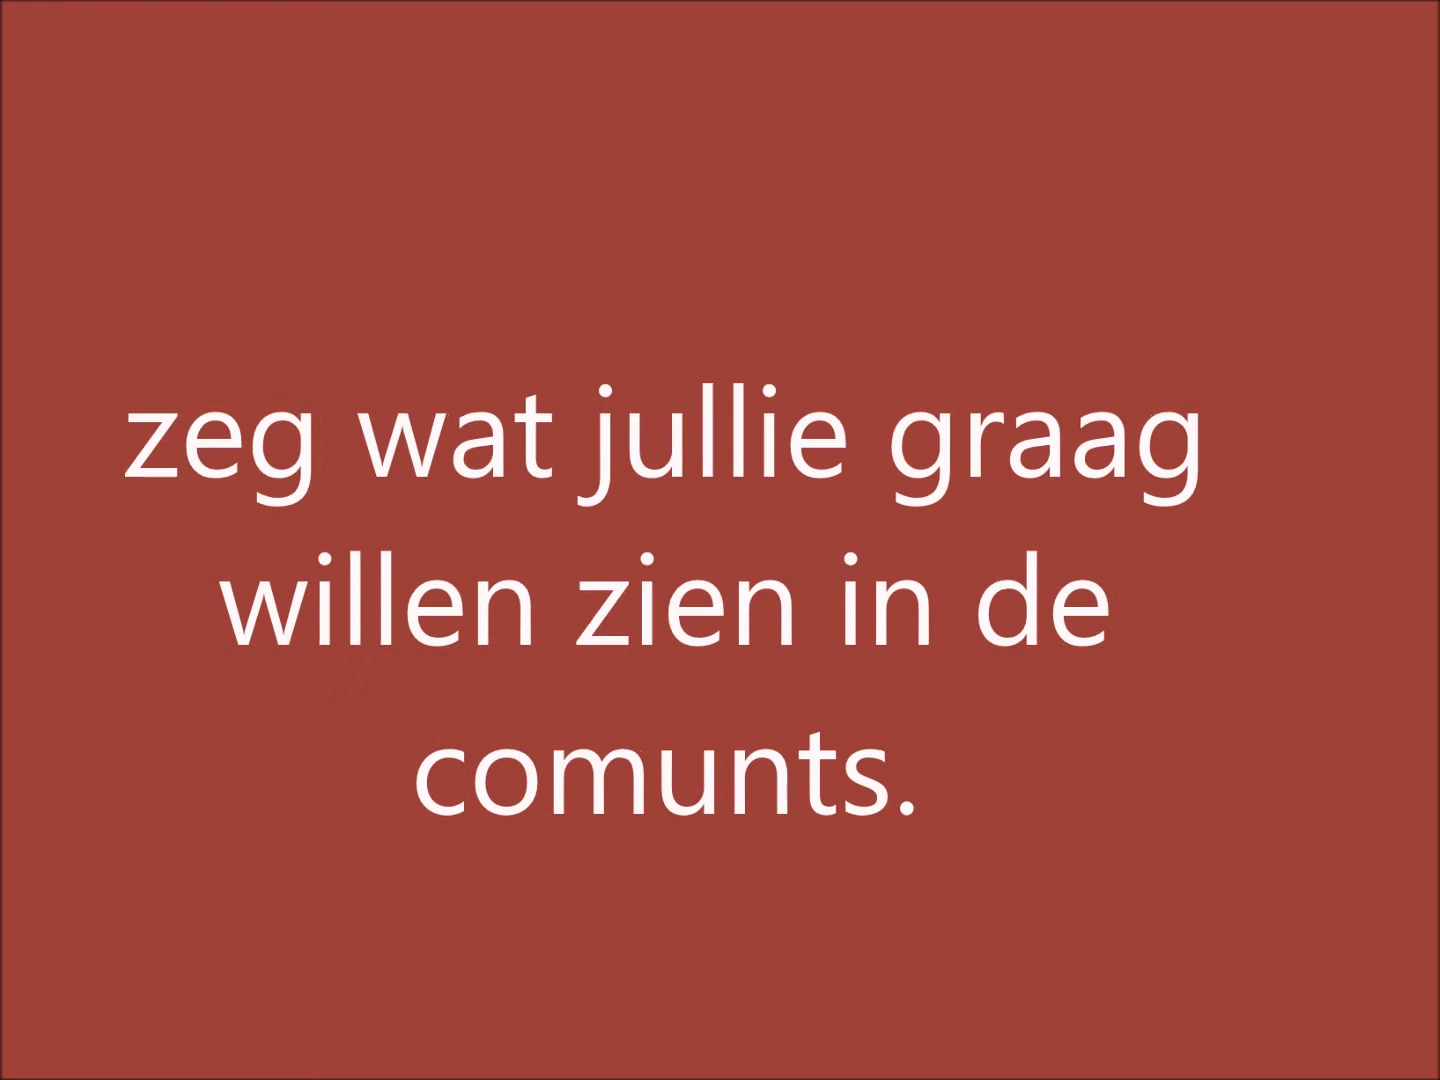 zeg wat jullie graag
willen zien in de
comunts.